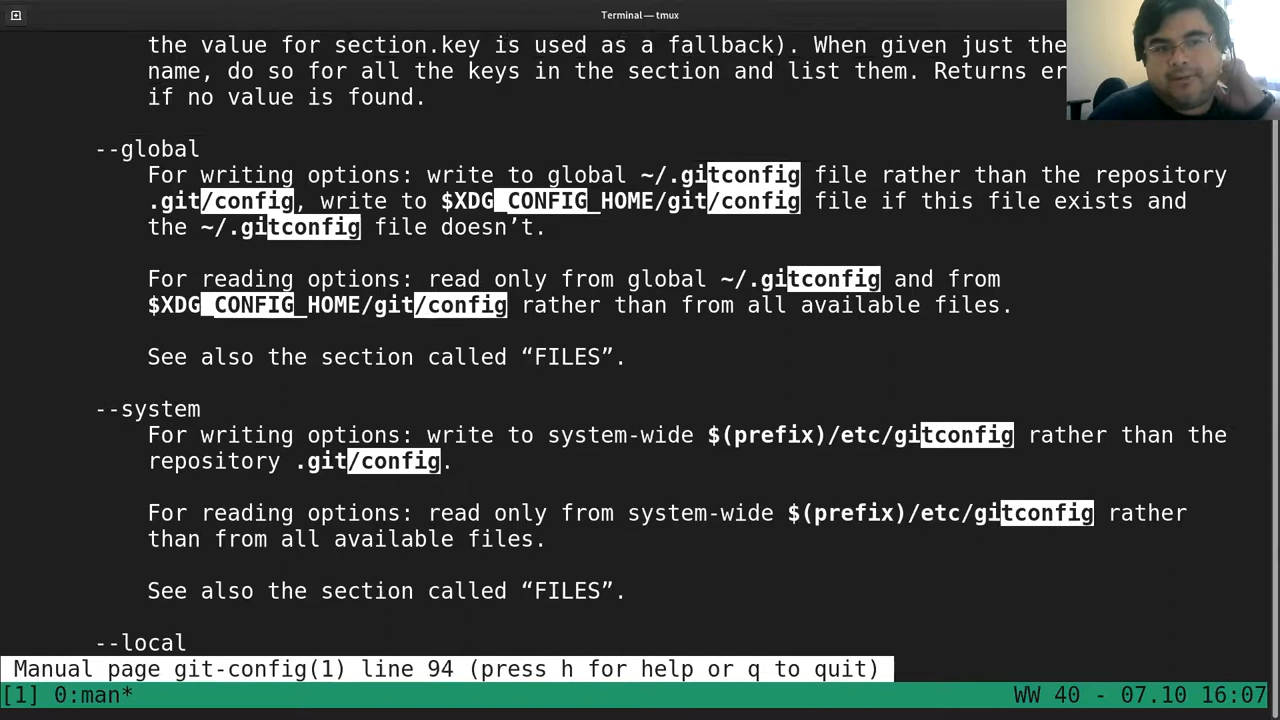 Terminal — tmux
the value for section.key is used as a fallback). When given just the
name, do so for all the keys in the section and list them. Returns
if no value is found.
--global
For writing options: write to global ~/.gitconfig file rather than the repository
.git/config, write to $XDG_CONFIG_HOME/git/config file if this file exists and
the ~/.gitconfig file doesn’t.
For reading options: read only from global ~/.gitconfig and from
$XDG_CONFIG_HOME/git/config rather than from all available files.
See also the section called “FILES”.
--system
For writing options: write to system-wide $(prefix)/etc/gitconfig rather than the
repository .git/config.
For reading options: read only from system-wide $(prefix)/etc/gitconfig rather
than from all available files.
See also the section called “FILES”.
--local
Manual page git-config(1) line 94 (press h for help or q to quit)
[1] 0:man* WW 40 - 07.10 16:07